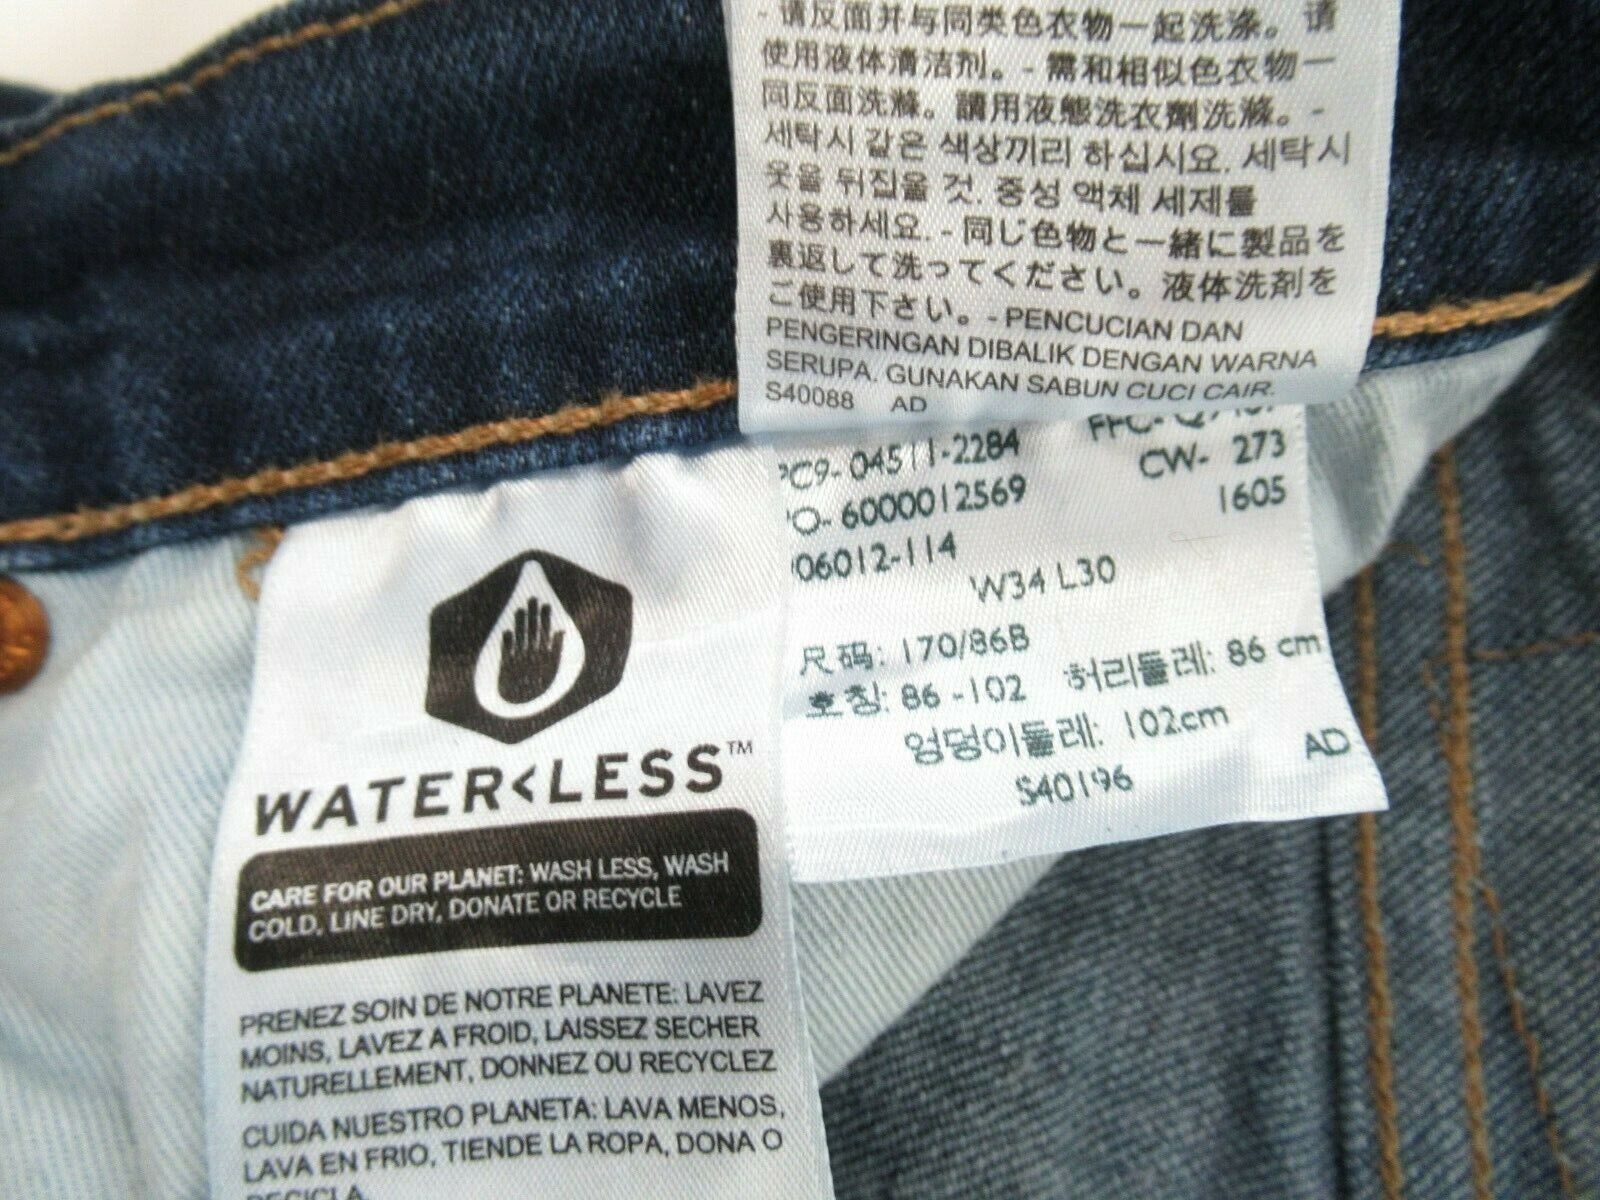 - 请反面并与同类色衣物一起洗涤。请
使用液体清洁剂。- 需和相似色衣物一
同反面洗滌。請用液態洗衣劑洗滌。-
세탁시 같은 색상끼리 하십시요. 세탁시
옷을 뒤집을 것. 중성 액체 세제를
사용하세요. - 同じ色物と一緒に製品を
裏返して洗ってください。液体洗剤を
ご使用下さい。- PENCUCIAN DAN
PENGERINGAN DIBALIK DENGAN WARNA
SERUPA. GUNAKAN SABUN CUCI CAIR.
S40088 AD
PC9- 04511-2284 FFC-
PO- 6000012569 CW- 273
06012-114 1605
W34 L30
尺码: 170/86B
호칭: 86 -102 허리둘레: 86 cm
엉덩이둘레: 102cm
S40196 AD
WATER<LESS™
CARE FOR OUR PLANET: WASH LESS, WASH
COLD, LINE DRY, DONATE OR RECYCLE
PRENEZ SOIN DE NOTRE PLANETE: LAVEZ
MOINS, LAVEZ A FROID, LAISSEZ SECHER
NATURELLEMENT, DONNEZ OU RECYCLEZ
CUIDA NUESTRO PLANETA: LAVA MENOS,
LAVA EN FRIO, TIENDE LA ROPA, DONA O
RECICLA